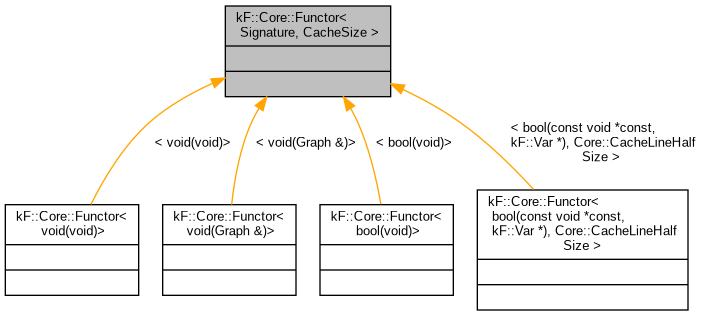 kF::Core::Functor<
Signature, CacheSize >
< void(void)>
< void(Graph &)>
< bool(void)>
< bool(const void *const,
kF::Var *), Core::CacheLineHalf
Size >
kF::Core::Functor<
void(void)>
kF::Core::Functor<
void(Graph &)>
kF::Core::Functor<
bool(void)>
kF::Core::Functor<
bool(const void *const,
kF::Var *), Core::CacheLineHalf
Size >